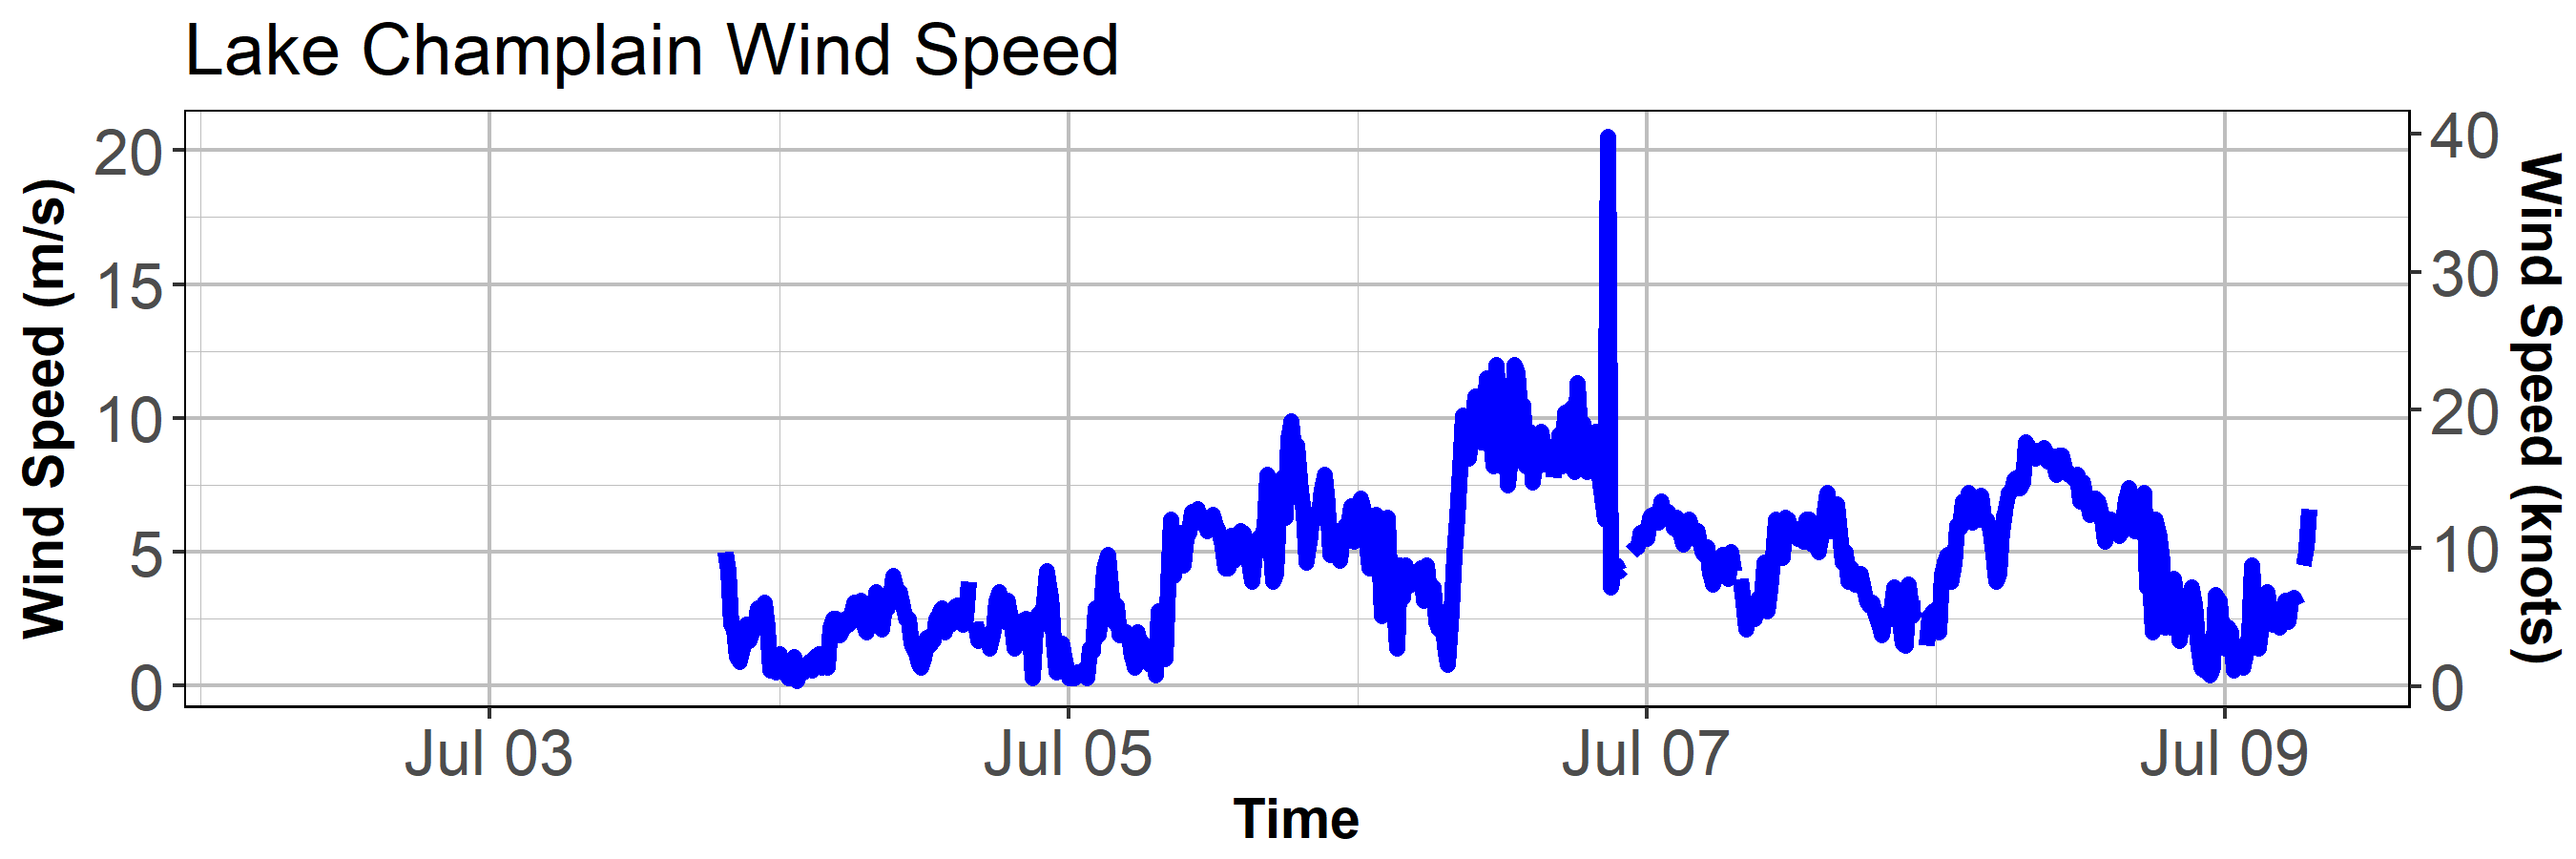 Lake Champlain Wind Speed
Wind Speed (m/s)
20
15
10
5
0
40
30
20
10
0
Wind Speed (knots)
Jul 03
Jul 05
Jul 07
Jul 09
Time